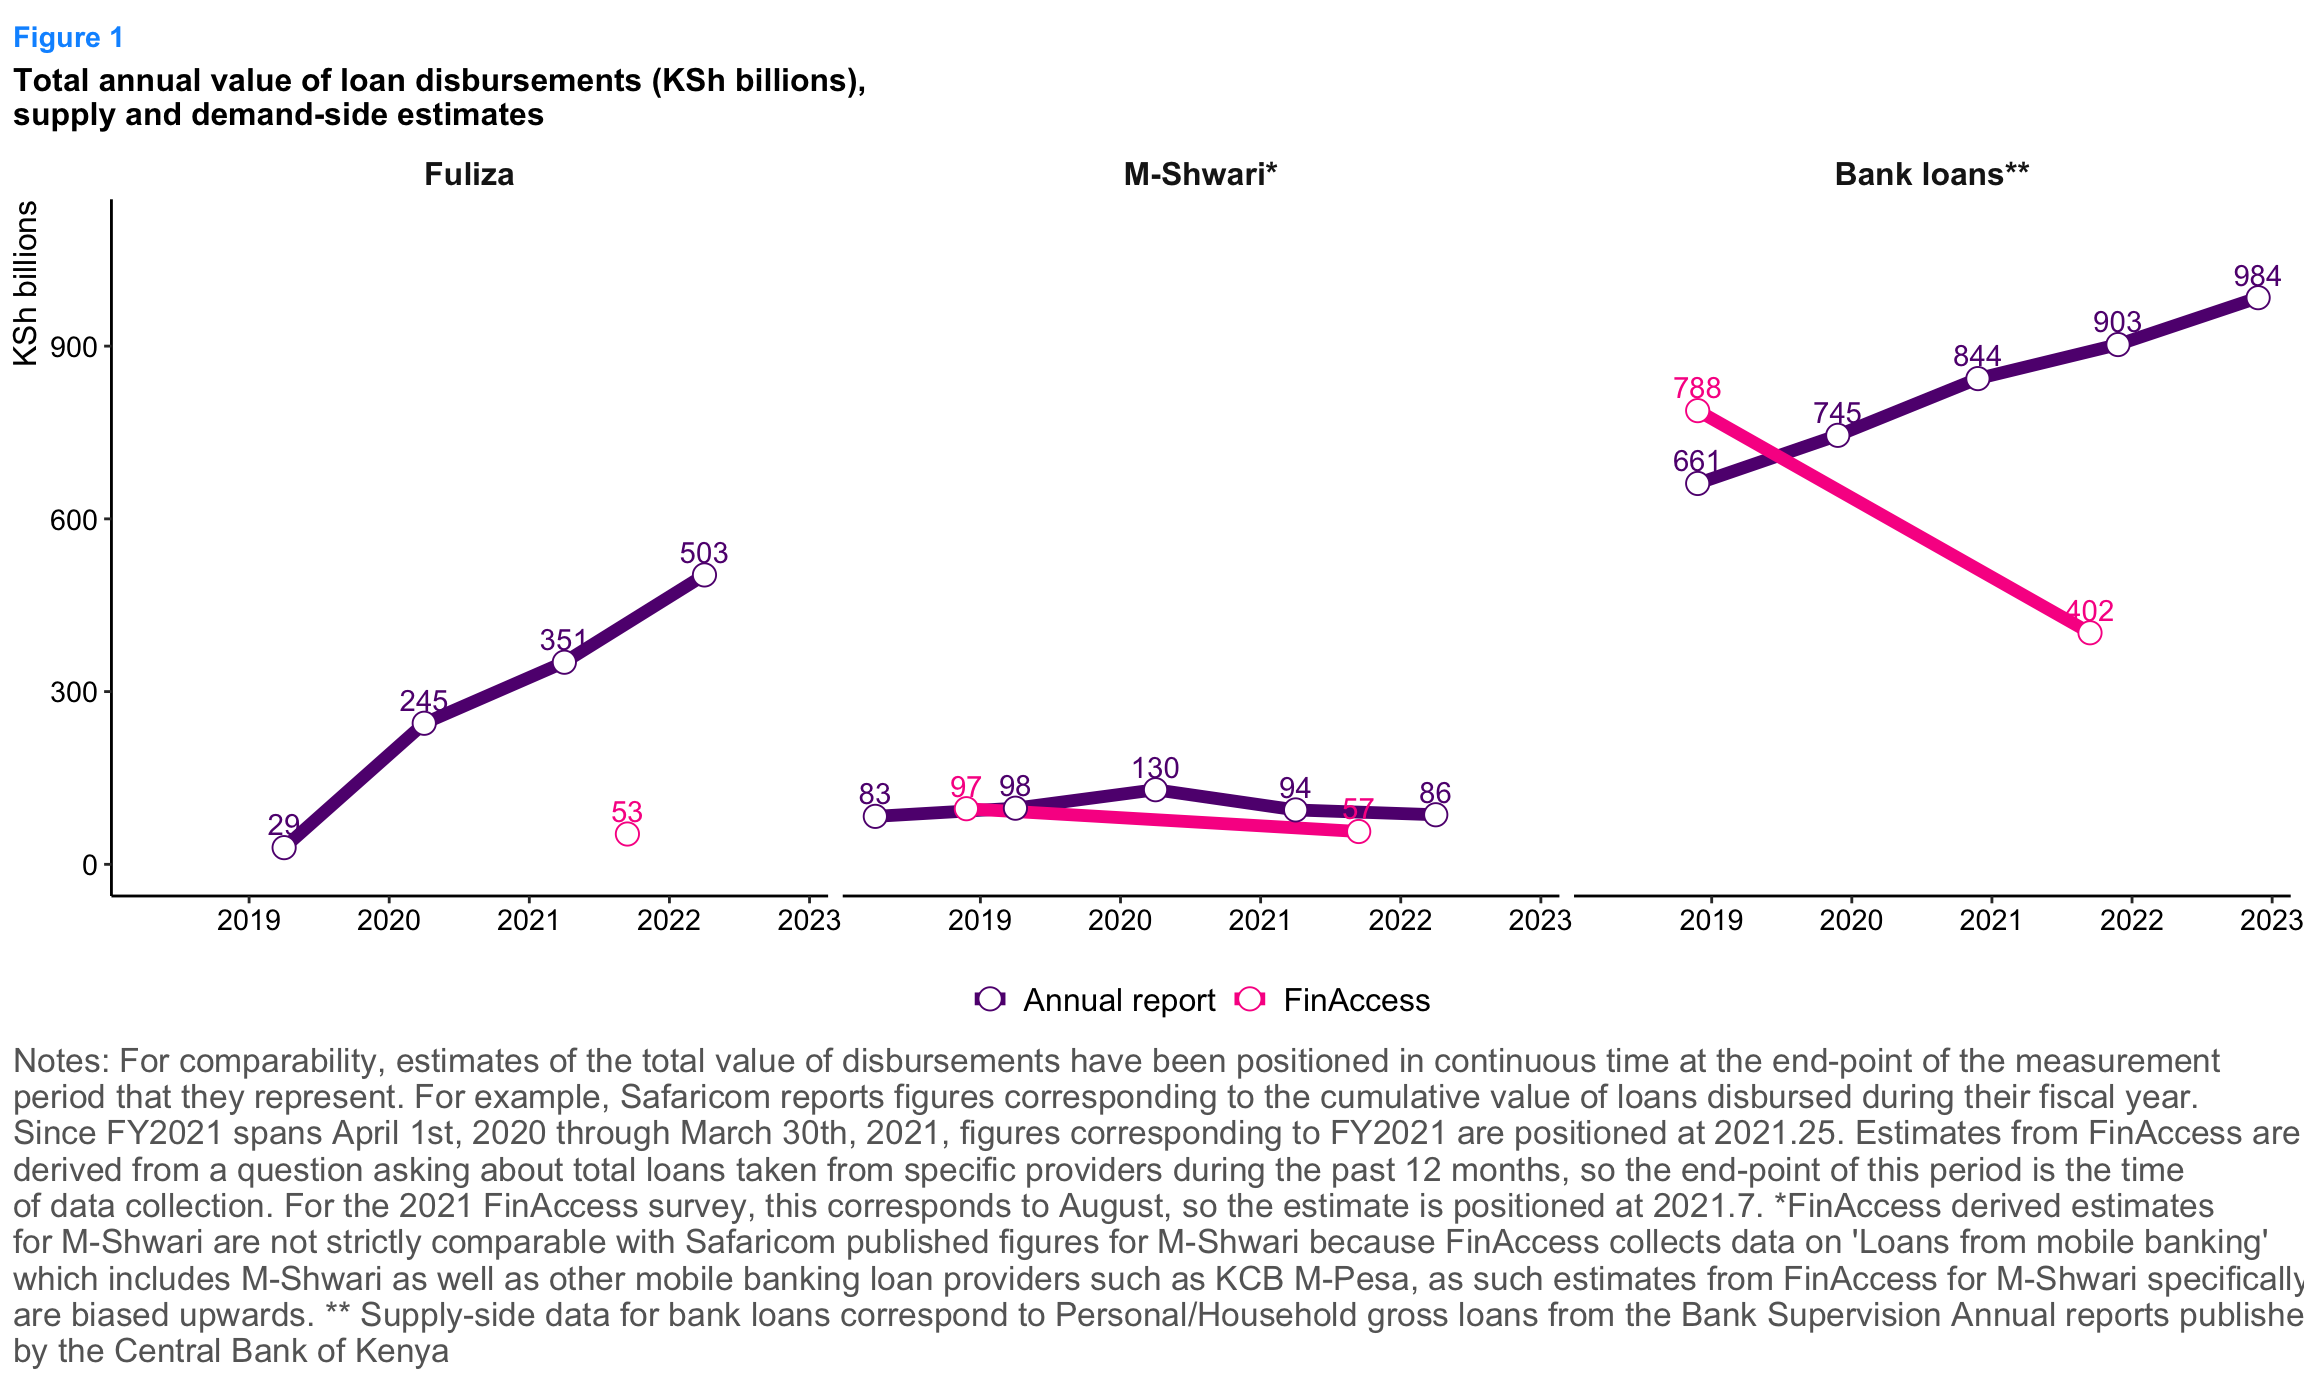 Figure 1
Total annual value of loan disbursements (KSh billions),
supply and demand-side estimates
Fuliza
M-Shwari*
Bank loans**
KSh billions
900
600
300
0
29
245
351
503
53
83
97
98
130
94
57
86
788
661
745
844
903
984
402
2019 2020 2021 2022 2023
2019 2020 2021 2022 2023
2019 2020 2021 2022 2023
Annual report FinAccess
Notes: For comparability, estimates of the total value of disbursements have been positioned in continuous time at the end-point of the measurement
period that they represent. For example, Safaricom reports figures corresponding to the cumulative value of loans disbursed during their fiscal year.
Since FY2021 spans April 1st, 2020 through March 30th, 2021, figures corresponding to FY2021 are positioned at 2021.25. Estimates from FinAccess are
derived from a question asking about total loans taken from specific providers during the past 12 months, so the end-point of this period is the time
of data collection. For the 2021 FinAccess survey, this corresponds to August, so the estimate is positioned at 2021.7. *FinAccess derived estimates
for M-Shwari are not strictly comparable with Safaricom published figures for M-Shwari because FinAccess collects data on 'Loans from mobile banking'
which includes M-Shwari as well as other mobile banking loan providers such as KCB M-Pesa, as such estimates from FinAccess for M-Shwari specifically
are biased upwards. ** Supply-side data for bank loans correspond to Personal/Household gross loans from the Bank Supervision Annual reports publishe
by the Central Bank of Kenya